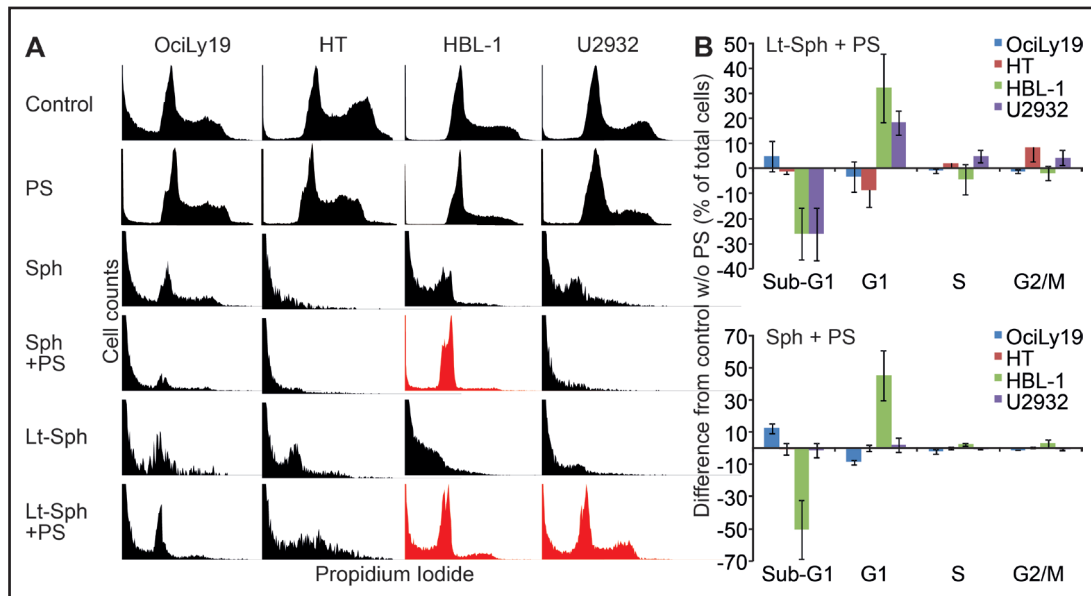 A
OciLy19 HT HBL-1 U2932
Control
PS
Sph
Sph
+PS
Lt-Sph
Lt-Sph
+PS
Cell counts
Propidium Iodide
B
Difference from control w/o PS (% of total cells)
Lt-Sph + PS
OciLy19
HT
HBL-1
U2932
50
40
30
20
10
0
-10
-20
-30
-40
Sub-G1 G1 S G2/M
Sph + PS
OciLy19
HT
HBL-1
U2932
70
50
30
10
-10
-30
-50
-70
Sub-G1 G1 S G2/M